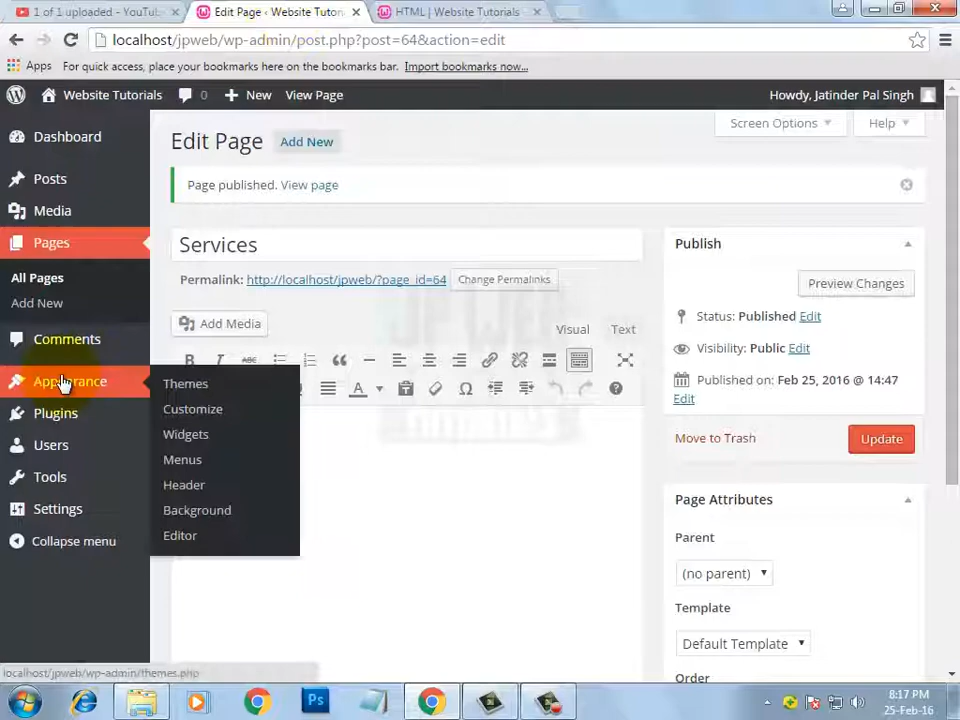 1 of 1 uploaded - YouTu
Edit Page ‹ Website Tutor
HTML | Website Tutorials
localhost/jpweb/wp-admin/post.php?post=64&action=edit
Apps
For quick access, place your bookmarks here on the bookmarks bar. Import bookmarks now...
Website Tutorials
0
New
View Page
Howdy, Jatinder Pal Singh
Dashboard
Posts
Media
Pages
All Pages
Add New
Comments
Appearance
Plugins
Users
Tools
Settings
Collapse menu
Themes
Customize
Widgets
Menus
Header
Background
Editor
Screen Options
Help
Edit Page
Add New
Page published. View page
Services
Permalink: http://localhost/jpweb/?page_id=64
Change Permalinks
Add Media
Visual
Text
B I ABC
A
Publish
Preview Changes
Status: Published Edit
Visibility: Public Edit
Published on: Feb 25, 2016 @ 14:47
Edit
Move to Trash
Update
Page Attributes
Parent
(no parent)
Template
Default Template
Order
localhost/jpweb/wp-admin/themes.php
Ps
8:17 PM
25-Feb-16